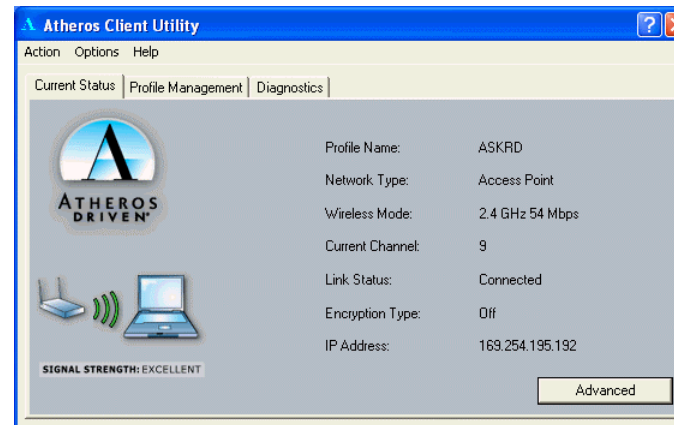 Atheros Client Utility
Action Options Help
Current Status Profile Management Diagnostics
ATHEROS
DRIVEN
Profile Name: ASKRD
Network Type: Access Point
Wireless Mode: 2.4 GHz 54 Mbps
Current Channel: 9
Link Status: Connected
Encryption Type: Off
IP Address: 169.254.195.192
SIGNAL STRENGTH: EXCELLENT
Advanced